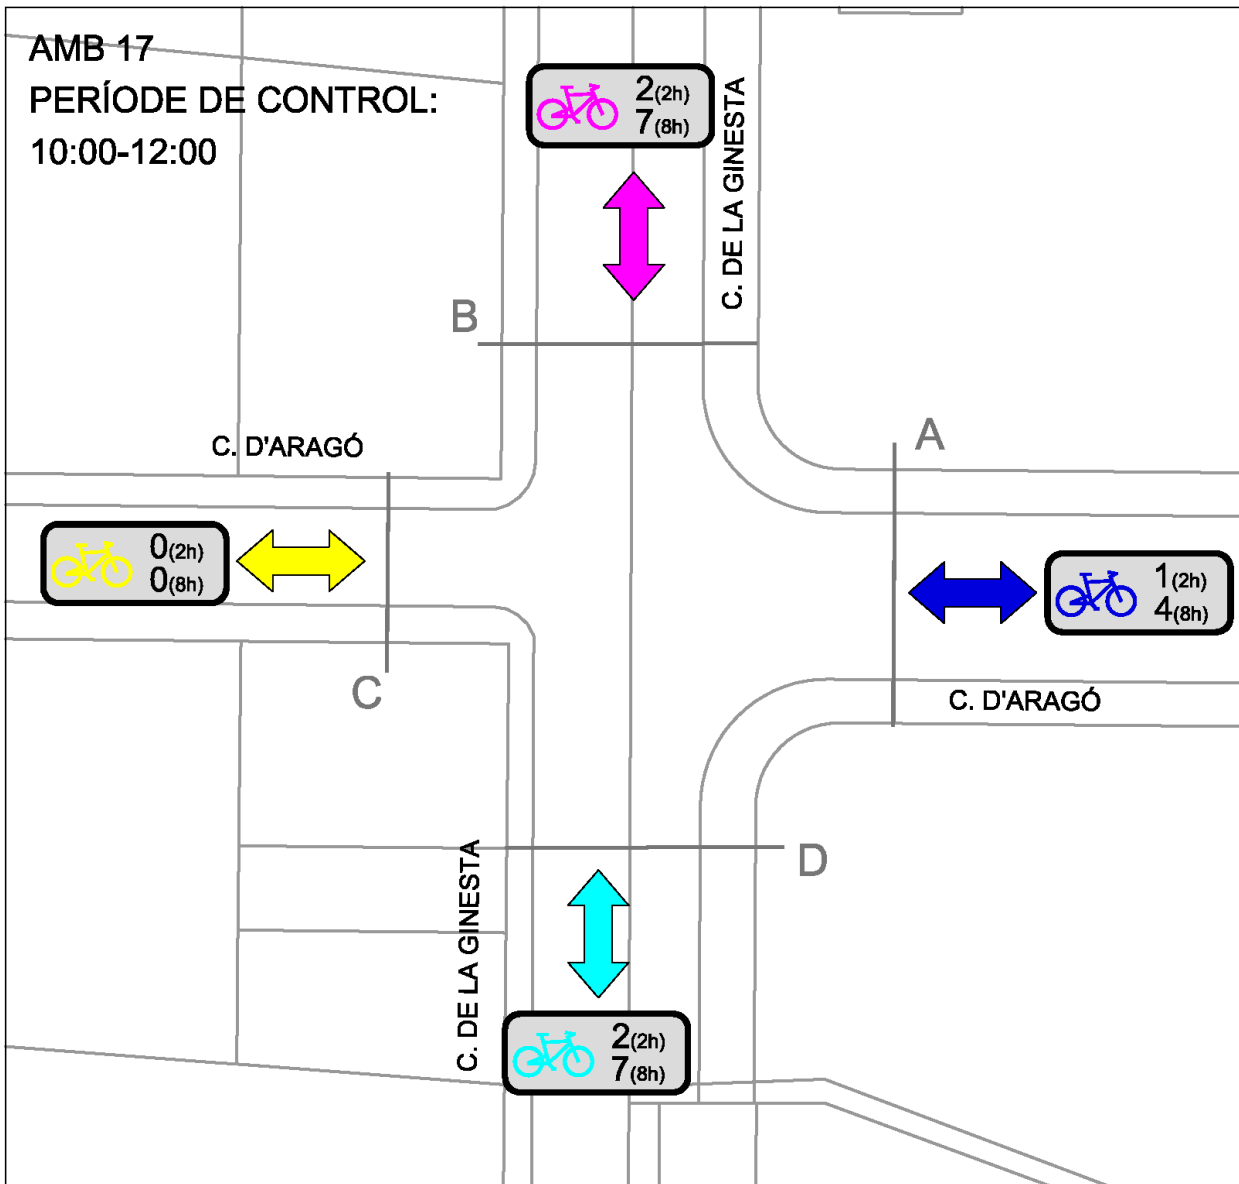 AMB 17
PERÍODE DE CONTROL:
10:00-12:00
2(2h)
7(8h)
C. DE LA GINESTA
B
A
C. D'ARAGÓ
0(2h)
0(8h)
1(2h)
4(8h)
C
C. D'ARAGÓ
D
C. DE LA GINESTA
2(2h)
7(8h)